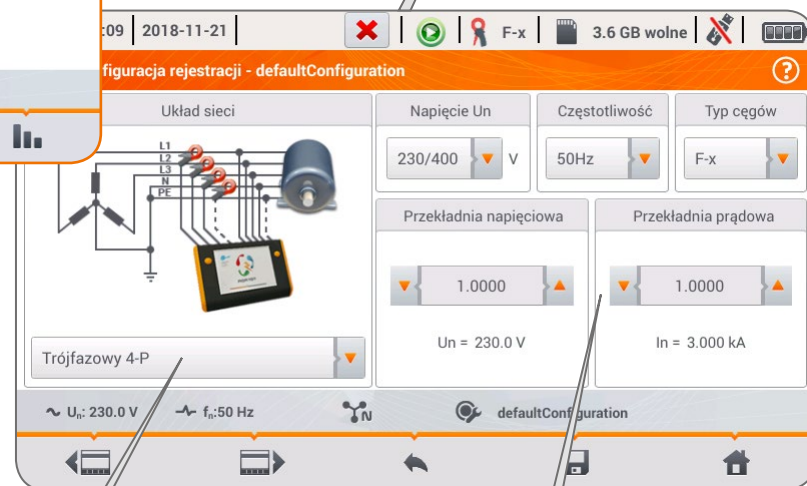 :09 2018-11-21 F-x 3.6 GB wolne
figuracja rejestracji - defaultConfiguration ?
Układ sieci
Napięcie Un
Częstotliwość
Typ cęgów
L1
L2
L3
N
PE
230/400 V
50Hz
F-x
Przekładnia napięciowa
Przekładnia prądowa
1.0000
1.0000
Un = 230.0 V
In = 3.000 kA
Trójfazowy 4-P
Un: 230.0 V fn:50 Hz N defaultConfiguration